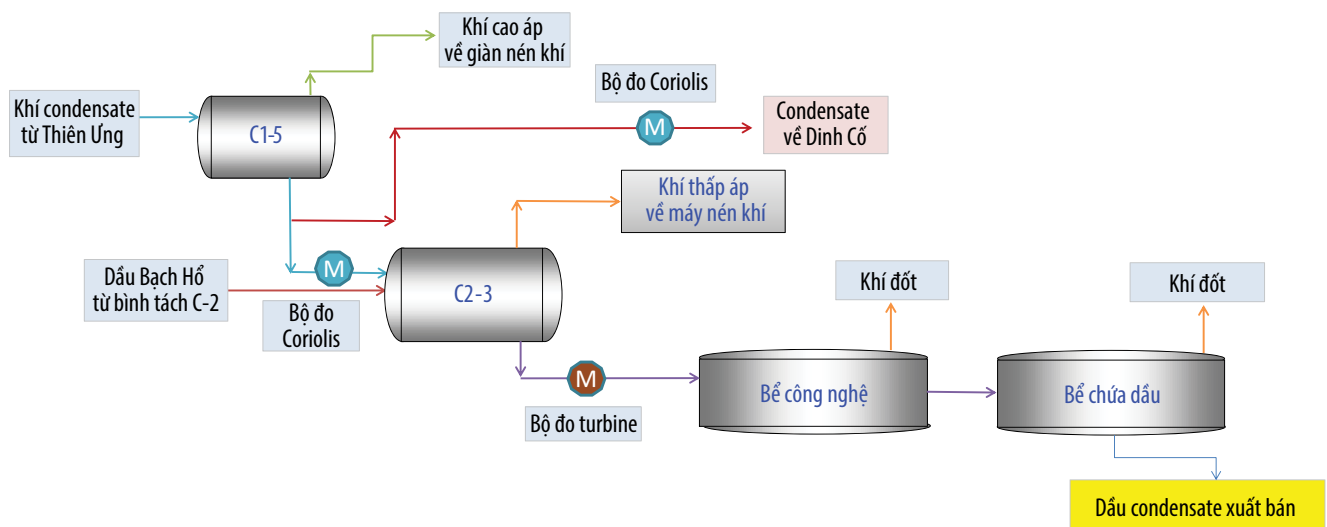 Khí cao áp
về giàn nén khí
Khí condensate
từ Thiên Ưng
C1-5
Bộ đo Coriolis
M
Condensate
về Dinh Cố
Khí thấp áp
về máy nén khí
Dầu Bạch Hổ
từ bình tách C-2
M
Bộ đo
Coriolis
C2-3
Khí đốt
Khí đốt
M
Bộ đo turbine
Bể công nghệ
Bể chứa dầu
Dầu condensate xuất bán